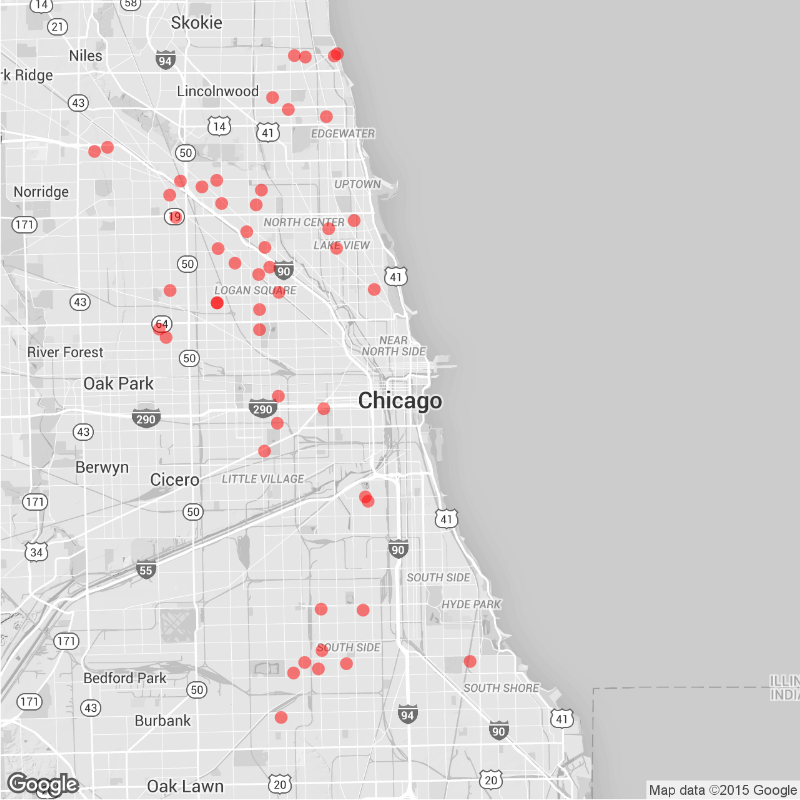 14
58
Skokie
21
Niles
94
rk Ridge
Lincolnwood
43
14
41
EDGEWATER
50
Norridge
UPTOWN
19
171
NORTH CENTER
LAKE VIEW
50
90
41
LOGAN SQUARE
43
64
NEAR
NORTH SIDE
River Forest
50
Oak Park
Chicago
290
290
43
Berwyn
Cicero
LITTLE VILLAGE
171
50
41
34
90
55
SOUTH SIDE
HYDE PARK
171
SOUTH SIDE
Bedford Park
ILLIN
INDIA
50
SOUTH SHORE
171
43
Burbank
94
41
90
Google
Oak Lawn
20
20
Map data ©2015 Google